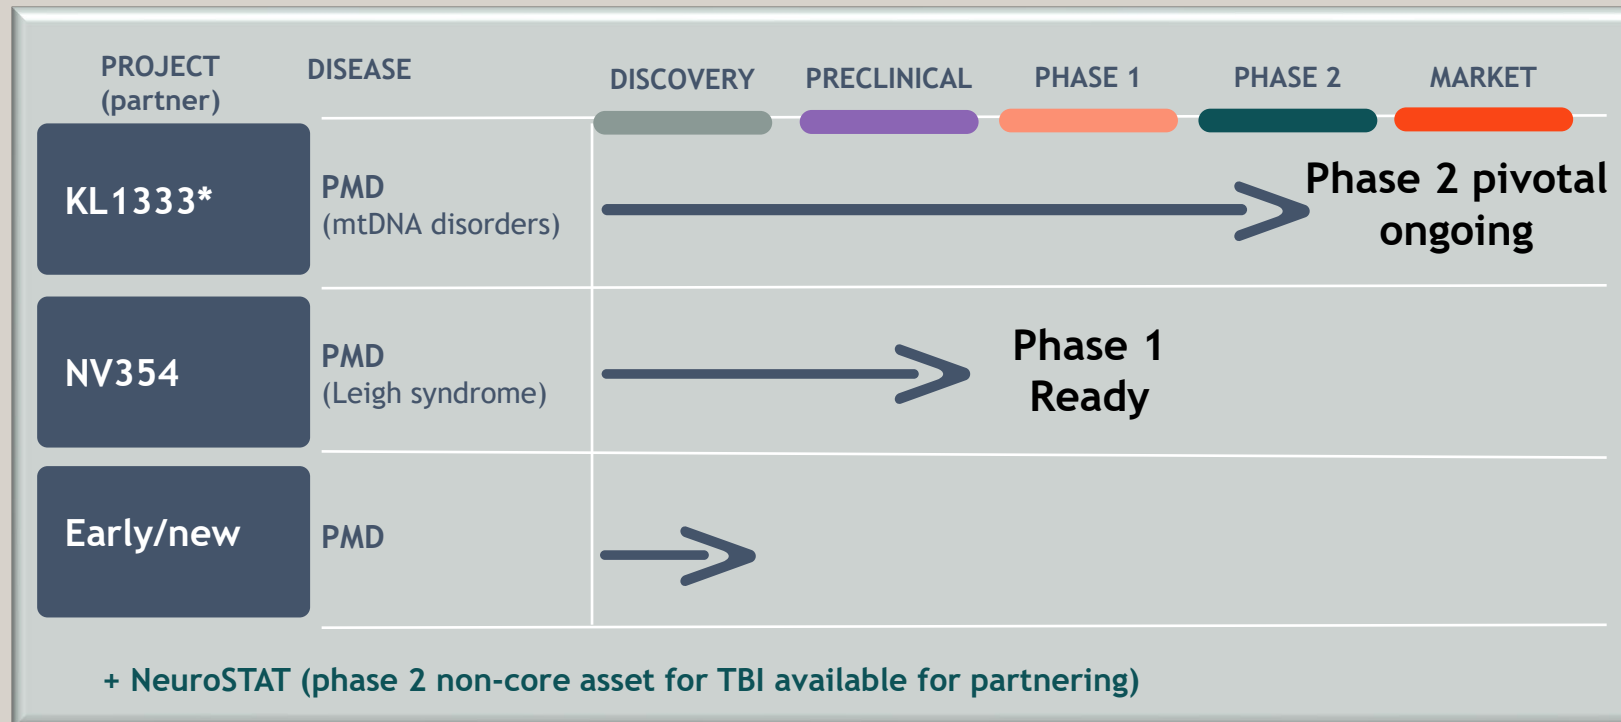 PROJECT
(partner)
DISEASE
DISCOVERY
PRECLINICAL
PHASE 1
PHASE 2
MARKET
KL1333*
PMD
(mtDNA disorders)
Phase 2 pivotal
ongoing
NV354
PMD
(Leigh syndrome)
Phase 1
Ready
Early/new
PMD
+ NeuroSTAT (phase 2 non-core asset for TBI available for partnering)